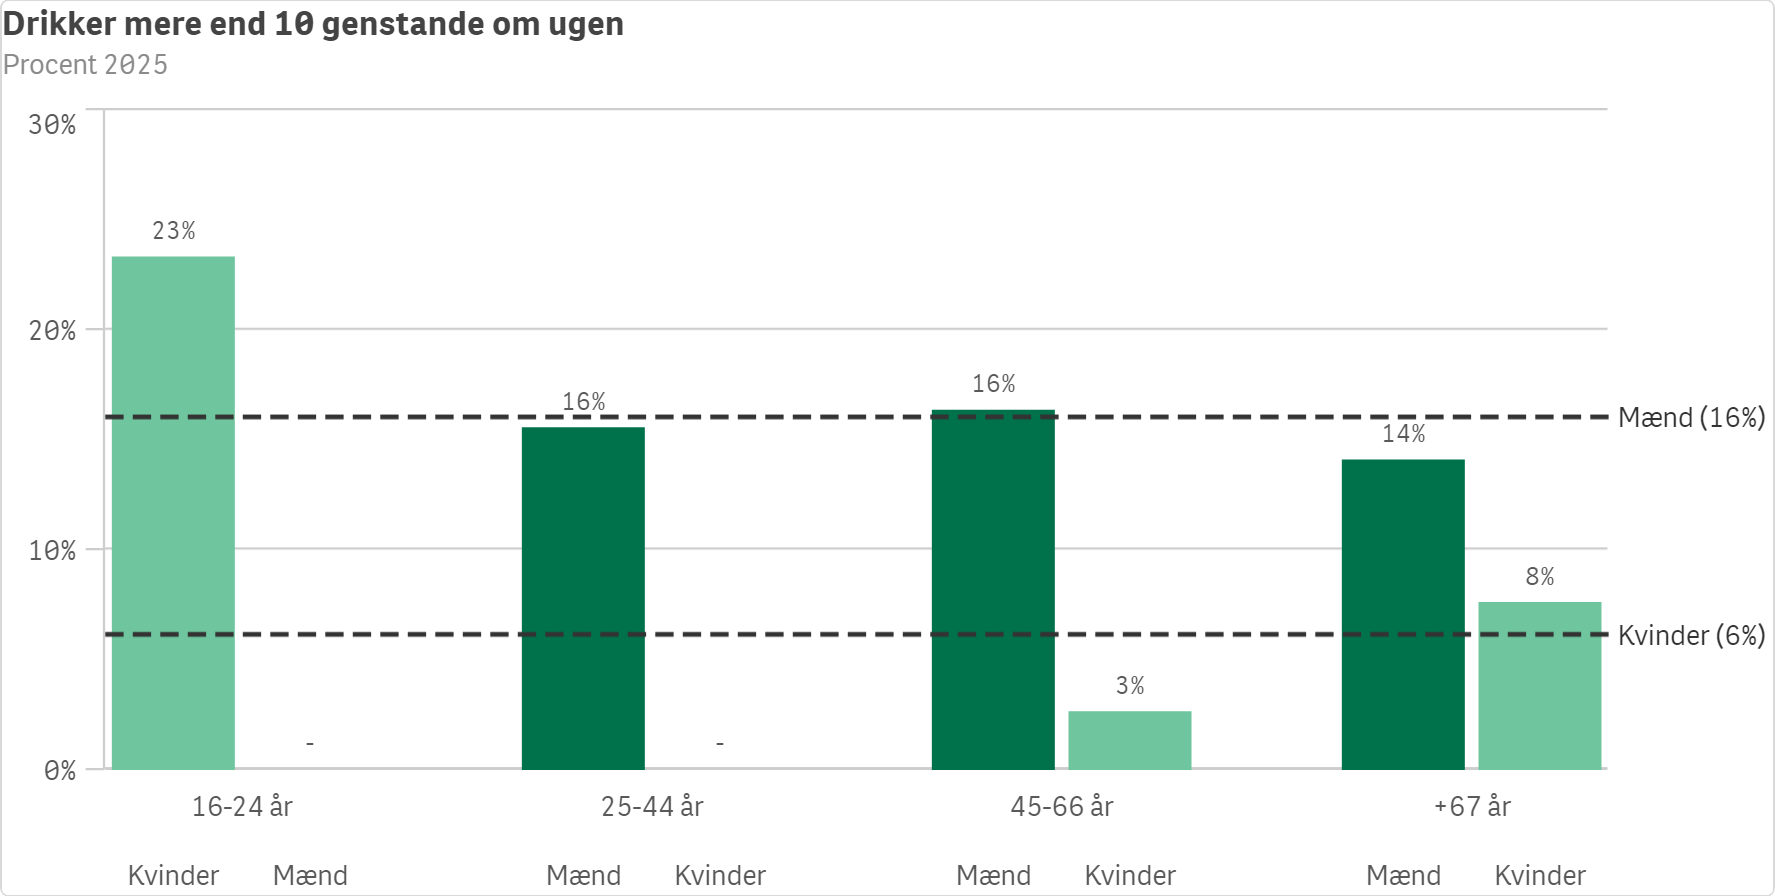 Drikker mere end 10 genstande om ugen
Procent 2025
30%
23%
20%
16%
16%
Mænd (16%)
14%
10%
8%
Kvinder (6%)
3%
-
-
0%
16-24 år
25-44 år
45-66 år
+67 år
Kvinder Mænd Mænd Kvinder Mænd Kvinder Mænd Kvinder